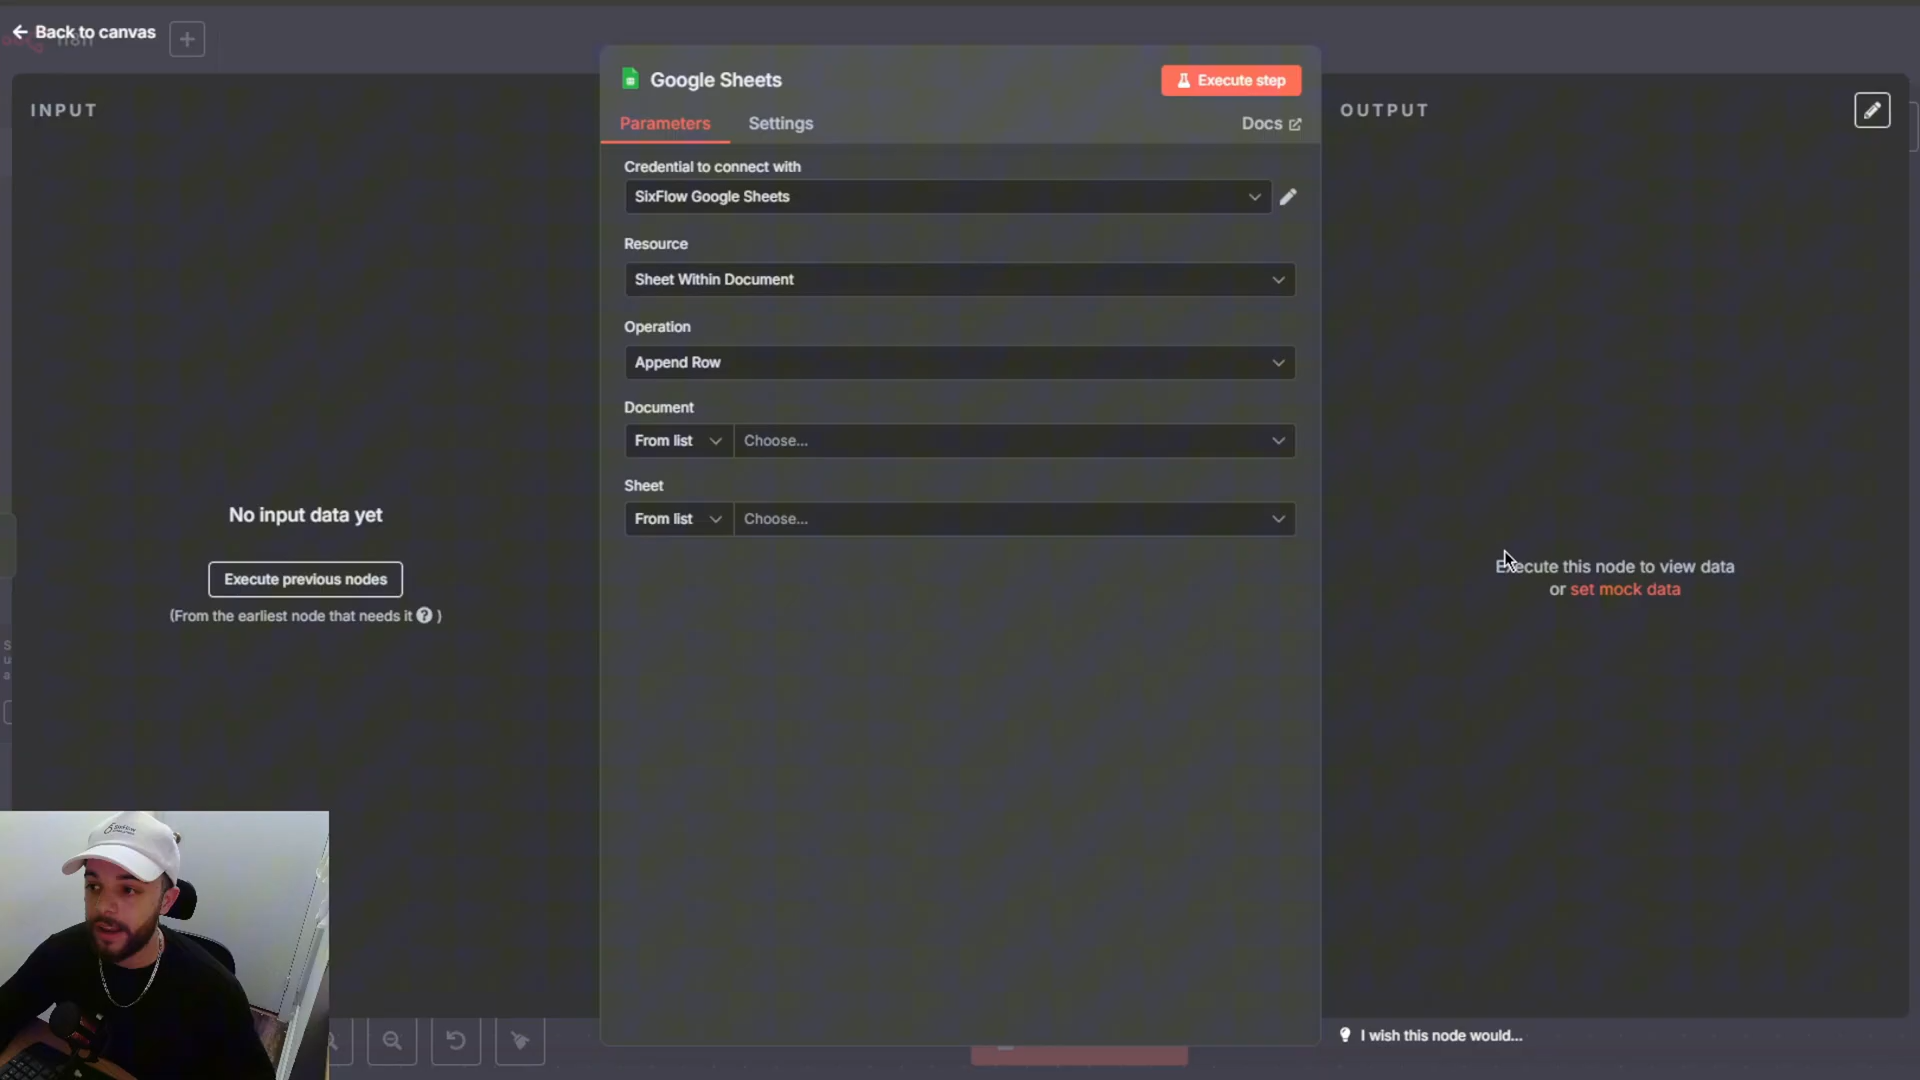 Back to canvas
n8n
INPUT
Google Sheets
Execute step
OUTPUT
Parameters
Settings
Docs
Credential to connect with
SixFlow Google Sheets
Resource
Sheet Within Document
Operation
Append Row
Document
From list
Choose...
Sheet
From list
Choose...
No input data yet
Execute previous nodes
(From the earliest node that needs it ? )
Execute this node to view data
or set mock data
S
u
a
SixFlow
I wish this node would...